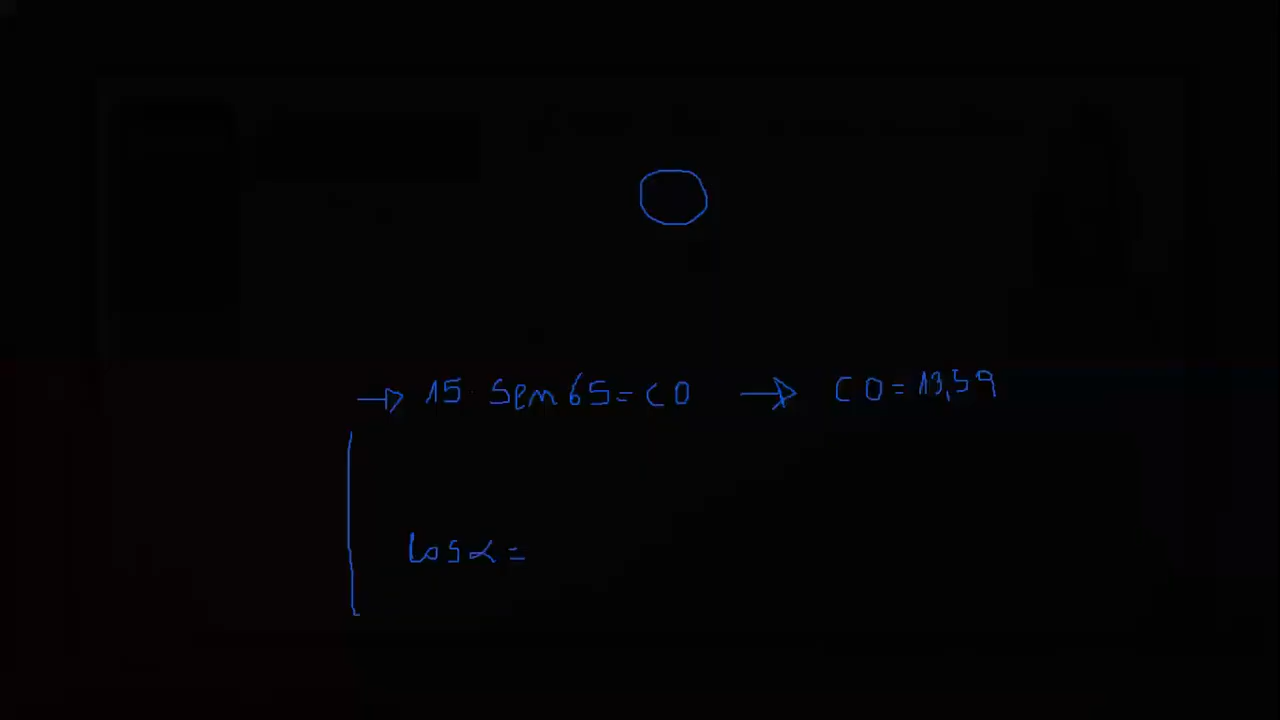 → 15 · Sen 65 = CO → CO = 13,59
Cos α =